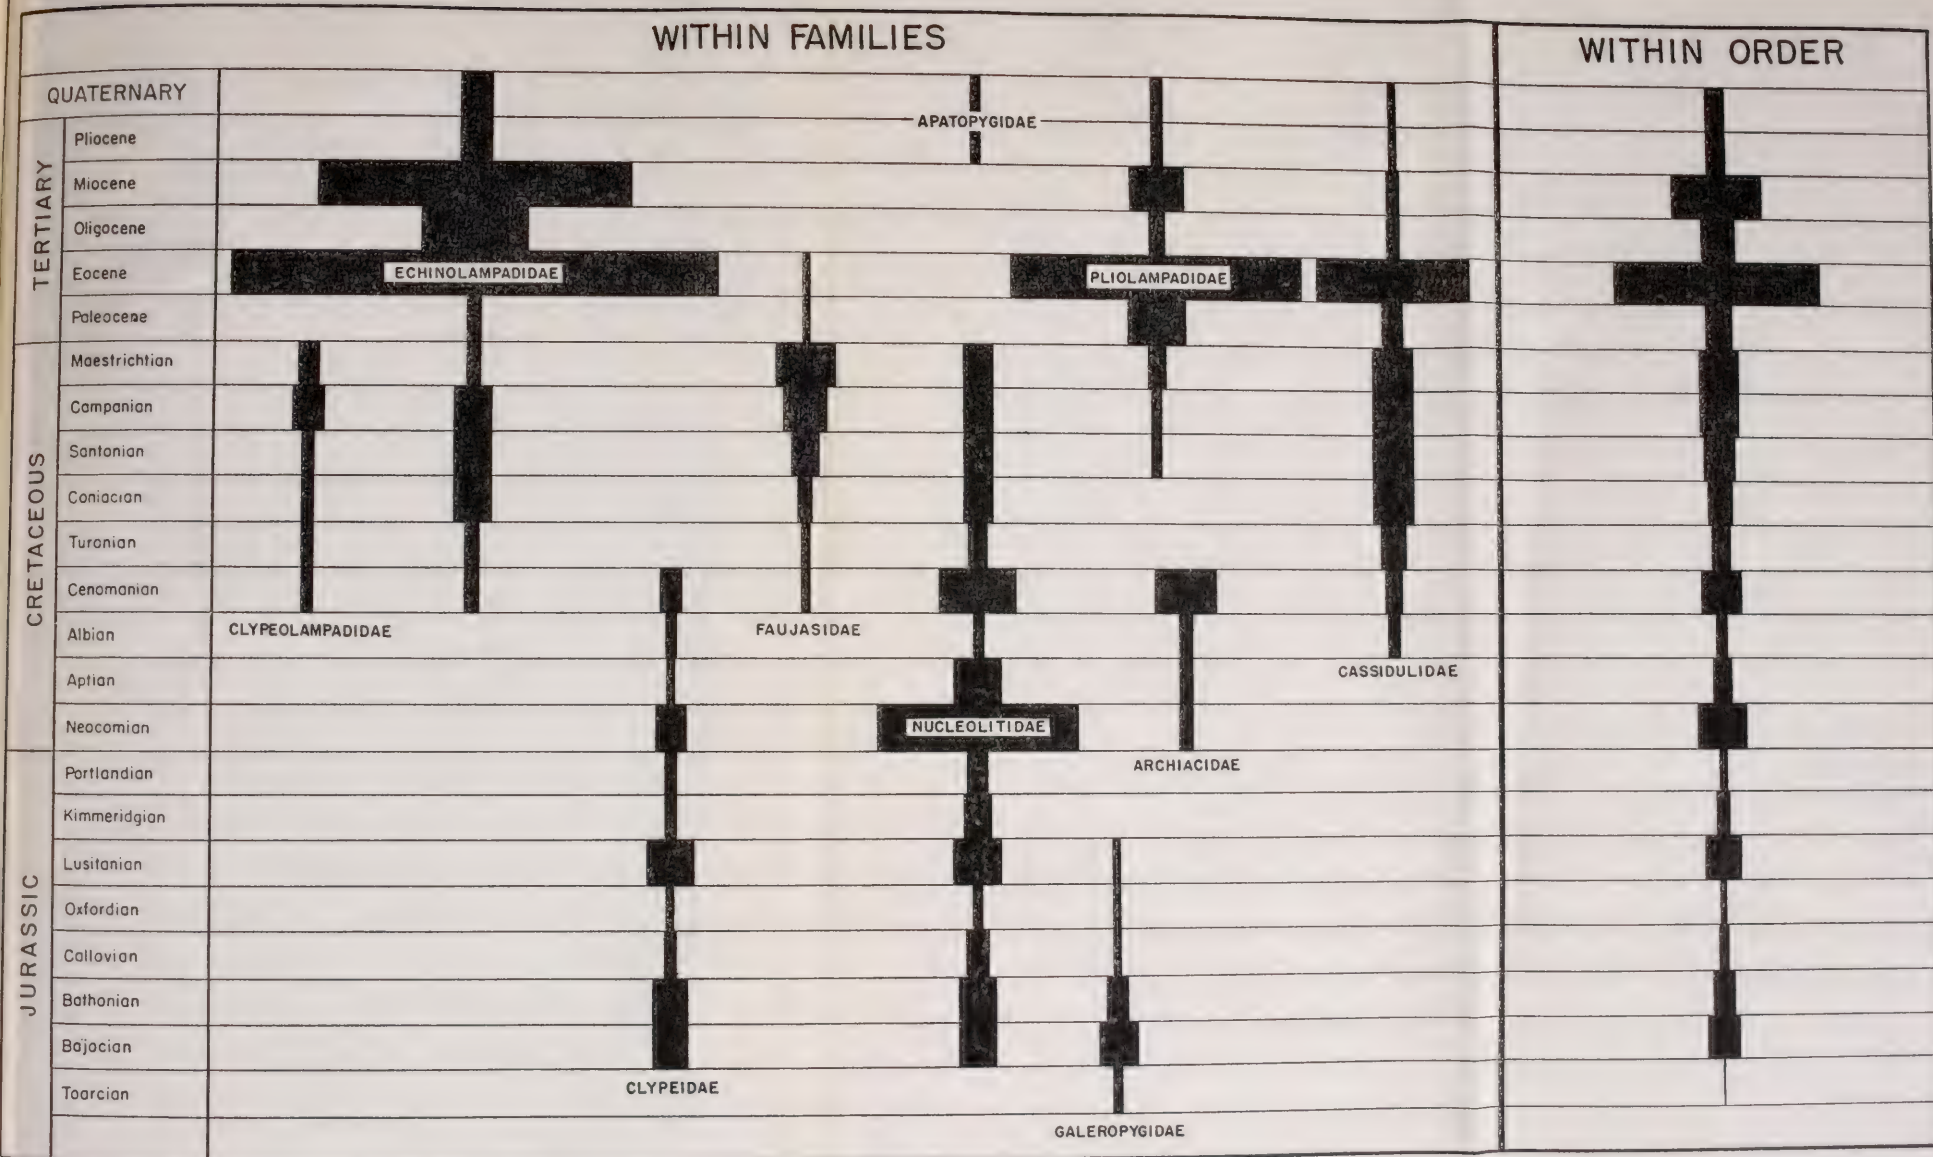 WITHIN FAMILIES
WITHIN ORDER
QUATERNARY
TERTIARY
Pliocene
Miocene
Oligocene
Eocene
Paleocene
CRETACEOUS
Maestrichtian
Campanian
Santonian
Coniacian
Turonian
Cenomanian
Albian
Aptian
Neocomian
JURASSIC
Portlandian
Kimmeridgian
Lusitanian
Oxfordian
Callovian
Bathonian
Bajocian
Toarcian
APATOPYGIDAE
ECHINOLAMPADIDAE
PLIOLAMPADIDAE
CLYPEOLAMPADIDAE
FAUJASIDAE
CASSIDULIDAE
NUCLEOLITIDAE
ARCHIACIDAE
CLYPEIDAE
GALEROPYGIDAE